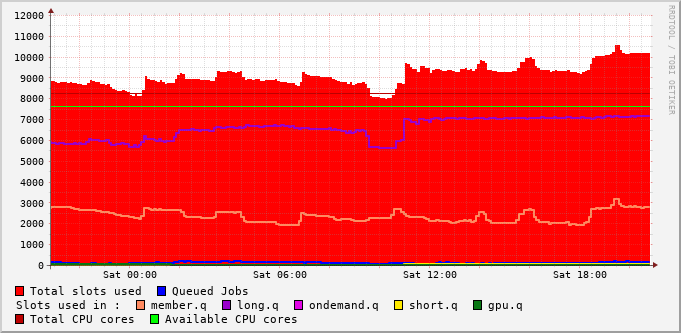 12000
11000
10000
9000
8000
7000
6000
5000
4000
3000
2000
1000
0
Sat 00:00 Sat 06:00 Sat 12:00 Sat 18:00
RRDTOOL / TOBI OETIKER
Total slots used Queued Jobs
Slots used in : member.q long.q ondemand.q short.q gpu.q
Total CPU cores Available CPU cores